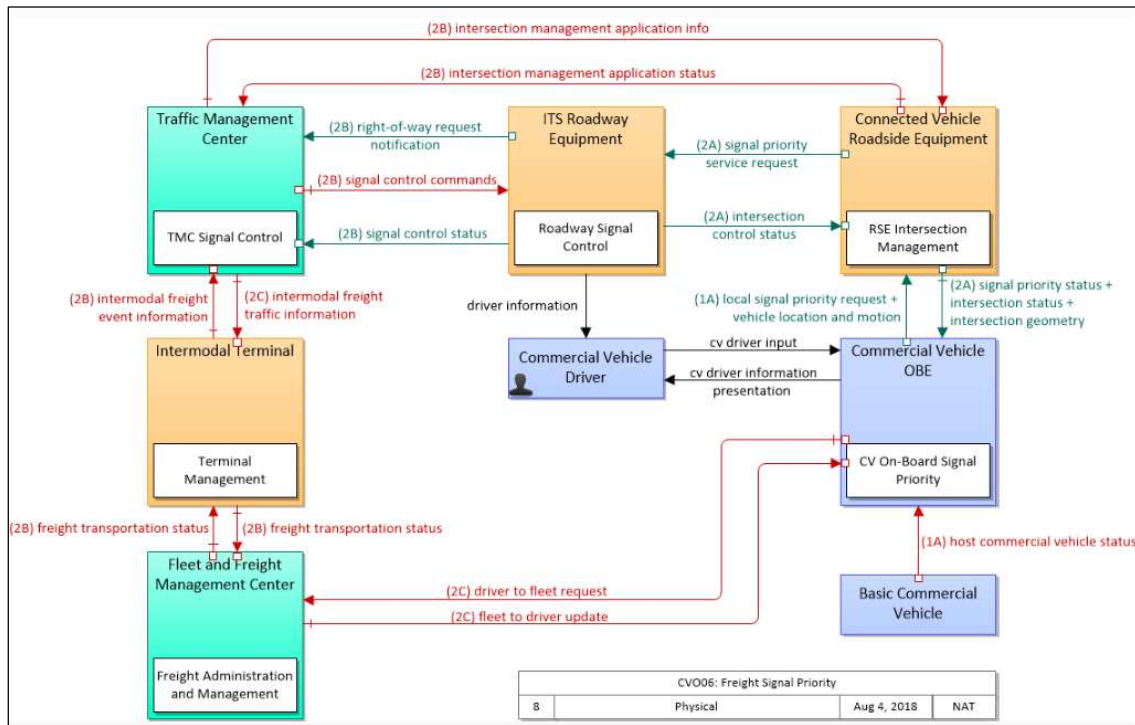 (2B) intersection management application info
(2B) intersection management application status
Traffic Management
Center
(2B) right-of-way request
notification
ITS Roadway
Equipment
(2A) signal priority
service request
Connected Vehicle
Roadside Equipment
(2B) signal control commands
TMC Signal Control
(2B) signal control status
Roadway Signal
Control
(2A) intersection
control status
RSE Intersection
Management
(2B) intermodal freight
event information
(2C) intermodal freight
traffic information
driver information
(1A) local signal priority request +
vehicle location and motion
(2A) signal priority status +
intersection status +
intersection geometry
Intermodal Terminal
Commercial Vehicle
Driver
cv driver input
cv driver information
presentation
Commercial Vehicle
OBE
Terminal
Management
CV On-Board Signal
Priority
(2B) freight transportation status
(2B) freight transportation status
(1A) host commercial vehicle status
Fleet and Freight
Management Center
(2C) driver to fleet request
(2C) fleet to driver update
Basic Commercial
Vehicle
Freight Administration
and Management
CVO06: Freight Signal Priority
8 Physical Aug 4, 2018 NAT